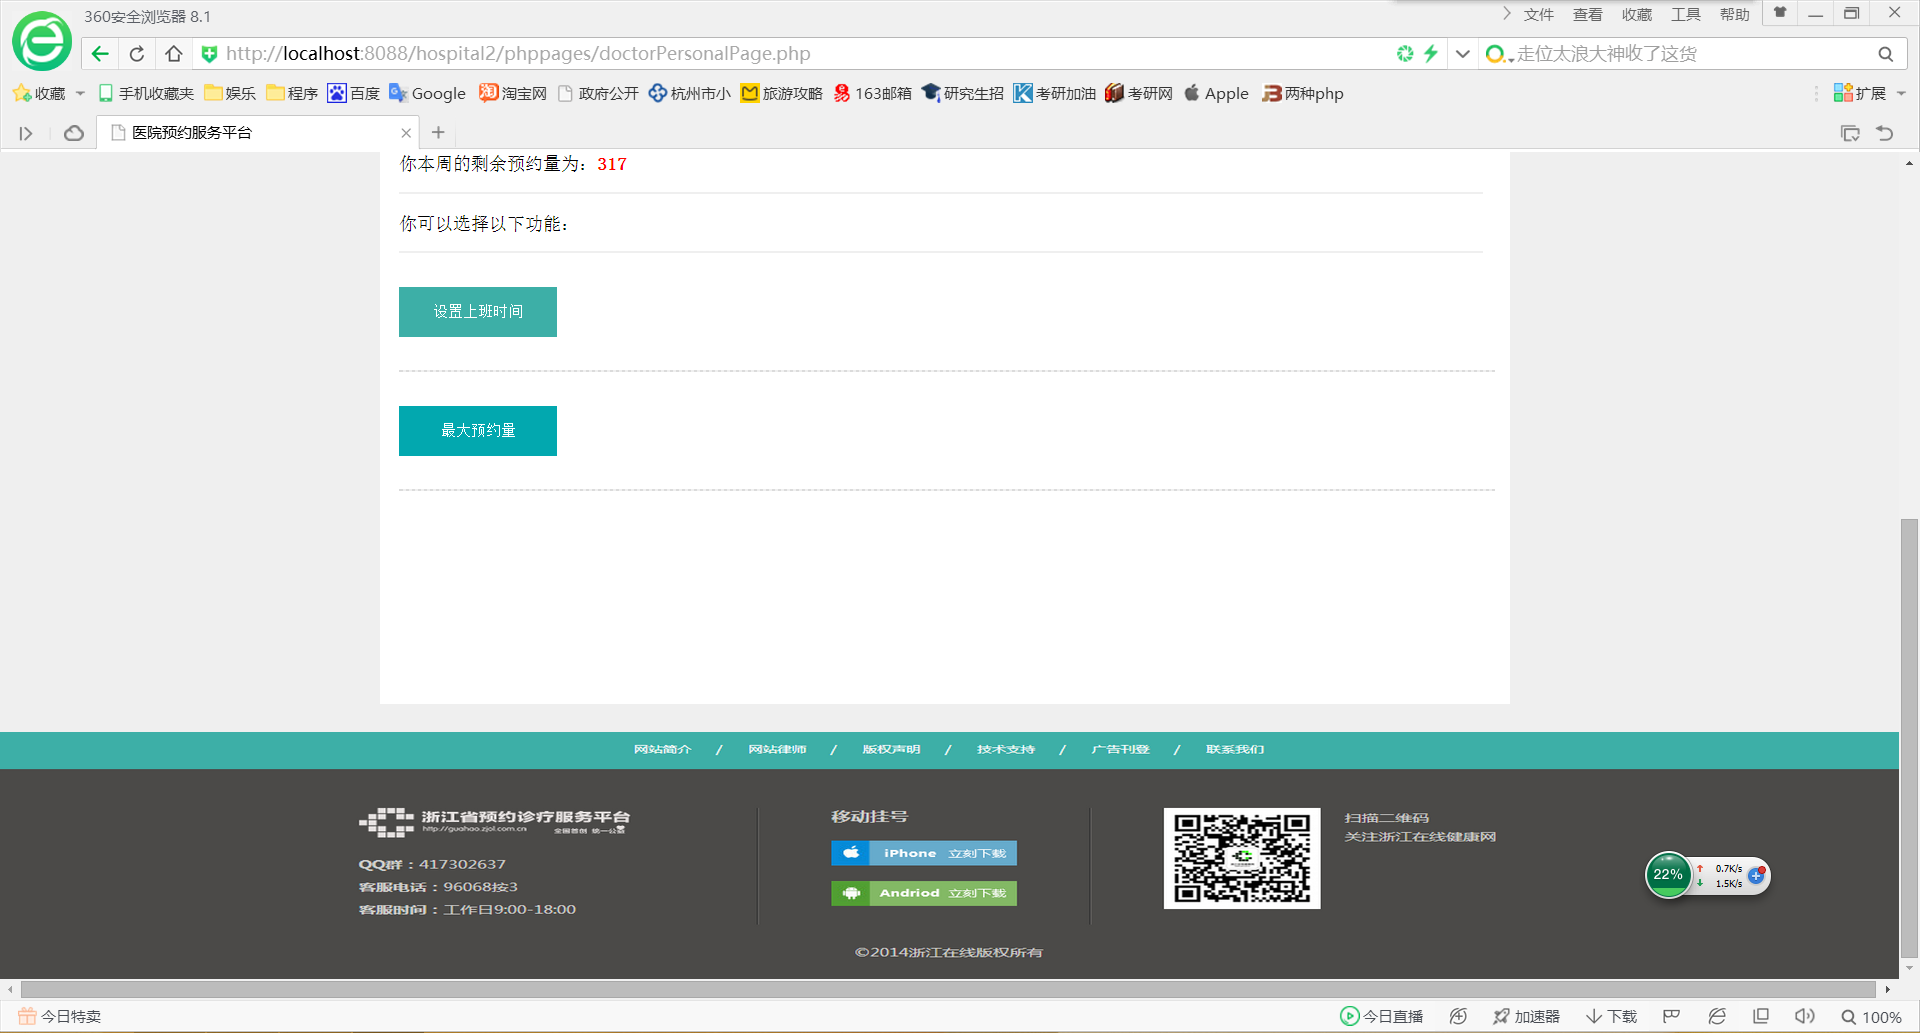 360安全浏览器 8.1
文件 查看 收藏 工具 帮助
http://localhost:8088/hospital2/phppages/doctorPersonalPage.php
走位太浪大神收了这货
收藏 手机收藏夹 娱乐 程序 百度 Google 淘宝网 政府公开 杭州市小 旅游攻略 163邮箱 研究生招 考研加油 考研网 Apple 两种php 扩展
医院预约服务平台
你本周的剩余预约量为：317
你可以选择以下功能：
设置上班时间
最大预约量
网站简介 / 网站律师 / 版权声明 / 技术支持 / 广告刊登 / 联系我们
浙江省预约诊疗服务平台
http://guahao.zjol.com.cn 全国首创 统一公益
QQ群：417302637
客服电话：96068按3
客服时间：工作日9:00-18:00
移动挂号
iPhone 立刻下载
Andriod 立刻下载
扫描二维码
关注浙江在线健康网
22%
0.7K/s
1.5K/s
©2014浙江在线版权所有
今日特卖
今日直播 加速器 下载 100%